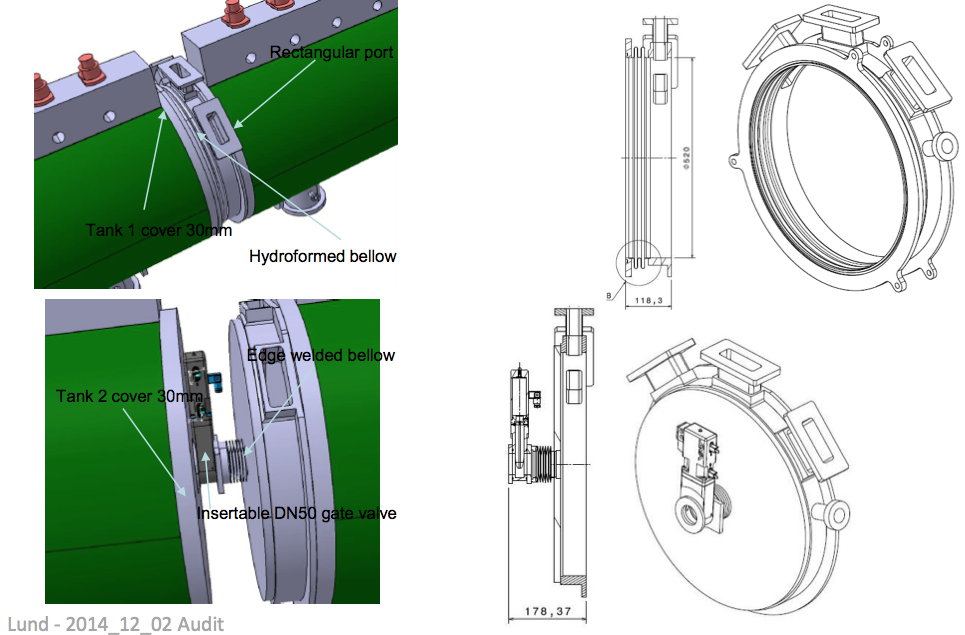 Rectangular port
Tank 1 cover 30mm
Hydroformed bellow
Edge welded bellow
Tank 2 cover 30mm
Insertable DN50 gate valve
Lund - 2014_12_02 Audit
Ø520
B
118,3
178,37